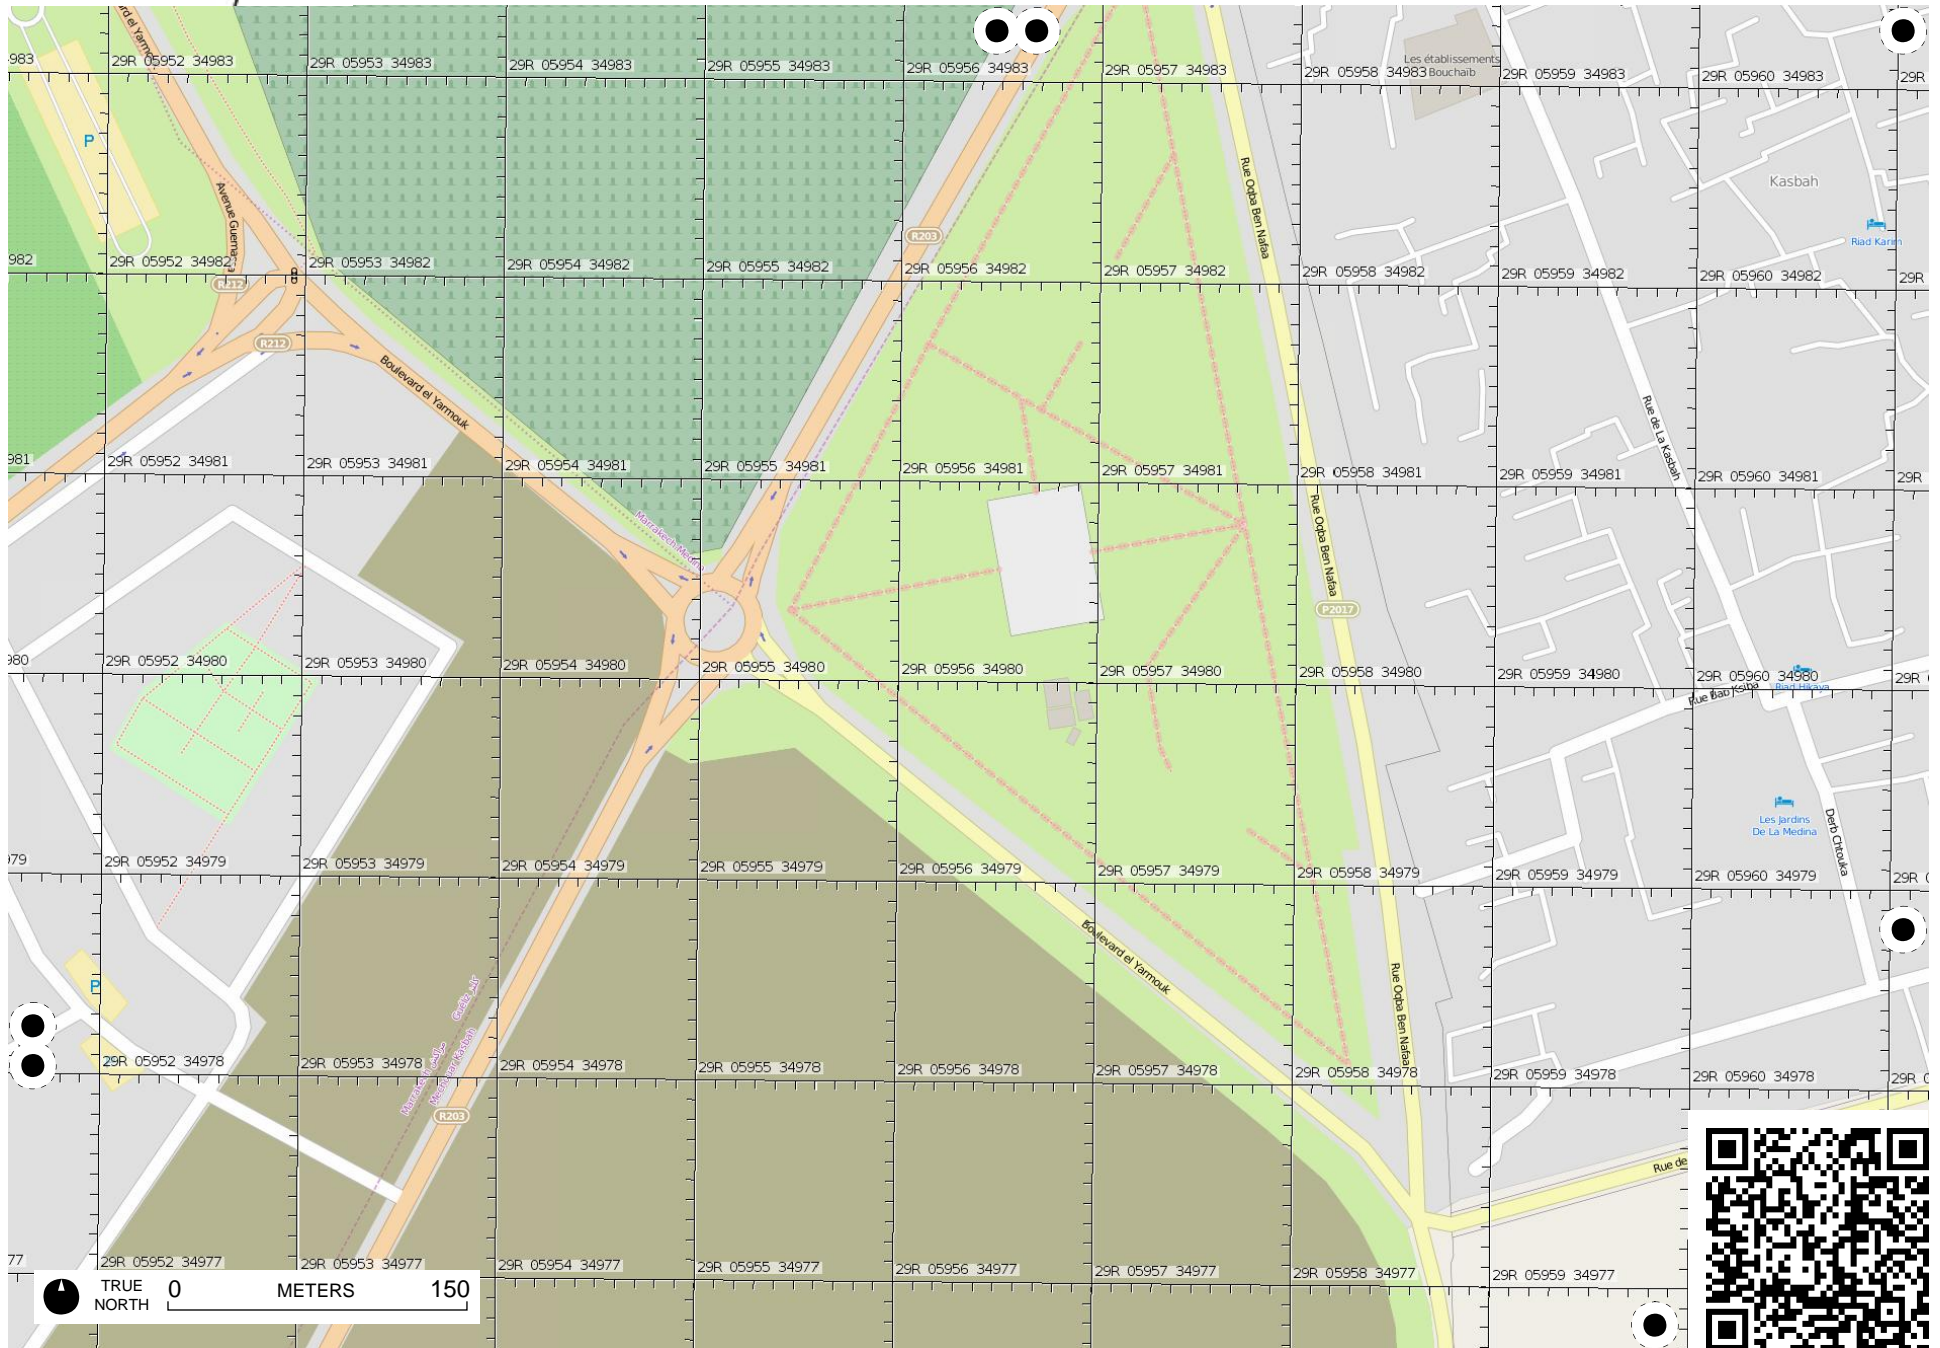 983
29R 05952 34983
29R 05953 34983
29R 05954 34983
29R 05955 34983
29R 05956 34983
29R 05957 34983
29R 05958 34983
Les établissements
Bouchaïb
29R 05959 34983
29R 05960 34983
29R
P
Avenue Guema
Rue Oqba Ben Nafaa
Kasbah
Riad Karim
R203
982
29R 05952 34982
29R 05953 34982
29R 05954 34982
29R 05955 34982
29R 05956 34982
29R 05957 34982
29R 05958 34982
29R 05959 34982
29R 05960 34982
29R
R212
R212
Boulevard el Yarmouk
Rue de La Kasbah
981
29R 05952 34981
29R 05953 34981
29R 05954 34981
29R 05955 34981
29R 05956 34981
29R 05957 34981
29R 05958 34981
29R 05959 34981
29R 05960 34981
29R
Marrakech Medina
Rue Oqba Ben Nafaa
P2017
980
29R 05952 34980
29R 05953 34980
29R 05954 34980
29R 05955 34980
29R 05956 34980
29R 05957 34980
29R 05958 34980
29R 05959 34980
29R 05960 34980
29R
Riad Hikaya
Rue Bab Ksiba
Les Jardins
De La Medina
Derb Chtouka
979
29R 05952 34979
29R 05953 34979
29R 05954 34979
29R 05955 34979
29R 05956 34979
29R 05957 34979
29R 05958 34979
29R 05959 34979
29R 05960 34979
29R
Boulevard el Yarmouk
Rue Oqba Ben Nafaa
P
29R 05952 34978
29R 05953 34978
29R 05954 34978
29R 05955 34978
29R 05956 34978
29R 05957 34978
29R 05958 34978
29R 05959 34978
29R 05960 34978
29R
R203
Rue de
77
29R 05952 34977
29R 05953 34977
29R 05954 34977
29R 05955 34977
29R 05956 34977
29R 05957 34977
29R 05958 34977
29R 05959 34977
TRUE
NORTH
0 METERS 150